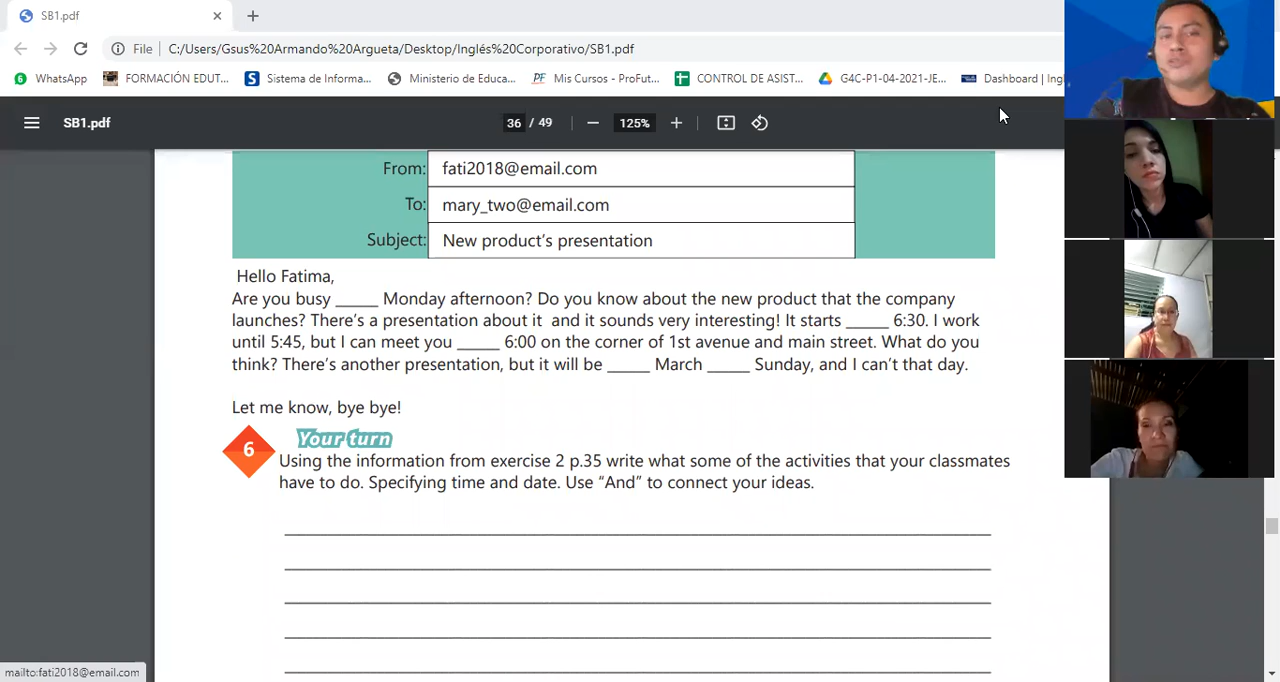 SB1.pdf
File C:/Users/Gsus%20Armando%20Argueta/Desktop/Inglés%20Corporativo/SB1.pdf
6 WhatsApp FORMACIÓN EDUT... S Sistema de Informa... Ministerio de Educa... PF Mis Cursos - ProFut... CONTROL DE ASIST... G4C-P1-04-2021-JE... Dashboard | Ingl
SB1.pdf 36 / 49 125%
From: fati2018@email.com
To: mary_two@email.com
Subject: New product's presentation
Hello Fatima,
Are you busy _____ Monday afternoon? Do you know about the new product that the company
launches? There's a presentation about it and it sounds very interesting! It starts _____ 6:30. I work
until 5:45, but I can meet you _____ 6:00 on the corner of 1st avenue and main street. What do you
think? There's another presentation, but it will be _____ March _____ Sunday, and I can't that day.
Let me know, bye bye!
6 Your turn
Using the information from exercise 2 p.35 write what some of the activities that your classmates
have to do. Specifying time and date. Use “And” to connect your ideas.
mailto:fati2018@email.com